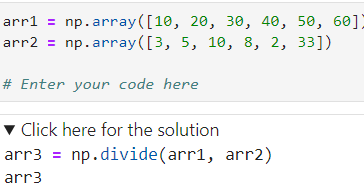 arr1 = np.array([10, 20, 30, 40, 50, 60])
arr2 = np.array([3, 5, 10, 8, 2, 33])
# Enter your code here
▼ Click here for the solution
arr3 = np.divide(arr1, arr2)
arr3